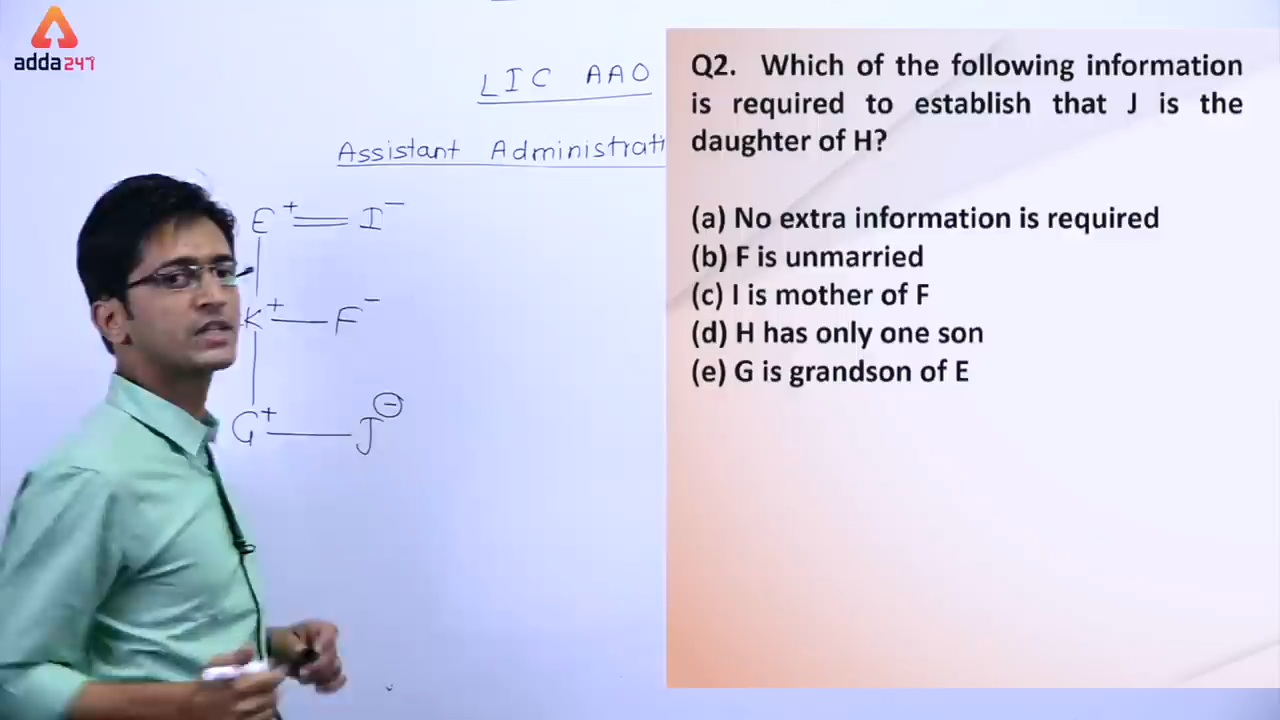 adda247
LIC AAO
Assistant Administrati
E+ = I-
K+ — F-
G+ — J-
Q2. Which of the following information
is required to establish that J is the
daughter of H?
(a) No extra information is required
(b) F is unmarried
(c) I is mother of F
(d) H has only one son
(e) G is grandson of E